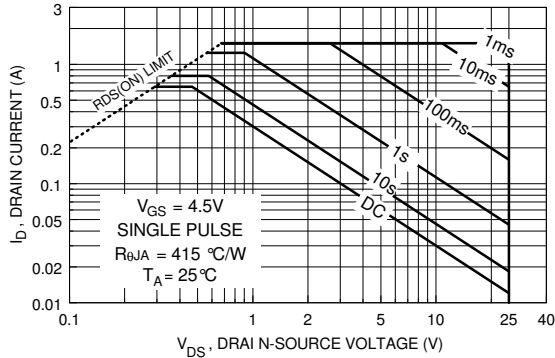 3
1
0.5
0.2
0.1
0.05
0.02
0.01
I_D , DRAIN CURRENT (A)
RDS(ON) LIMIT
1ms
10ms
100ms
1s
10s
DC
V_GS = 4.5V
SINGLE PULSE
R_θJA = 415 °C/W
T_A = 25°C
0.1 1 2 5 10 25 40
V_DS , DRAI N-SOURCE VOLTAGE (V)